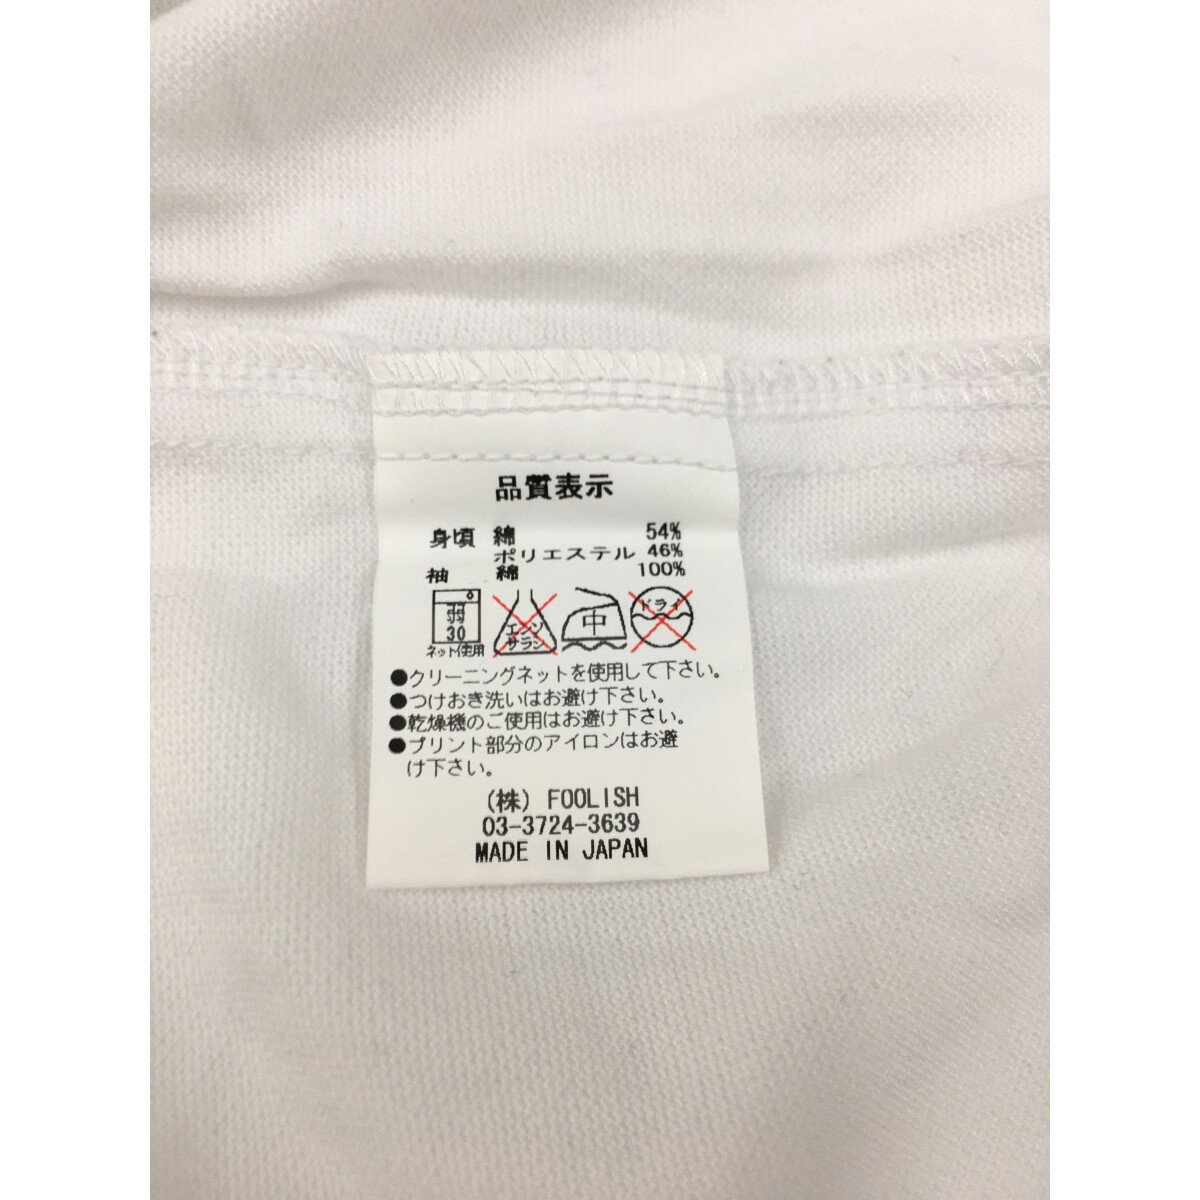 品質表示
身頃 綿 54%
ポリエステル 46%
袖 綿 100%
弱 エンソ 中 ドライ
30 サラシ
ネット使用
●クリーニングネットを使用して下さい。
●つけおき洗いはお避け下さい。
●乾燥機のご使用はお避け下さい。
●プリント部分のアイロンはお避
け下さい。
(株) FOOLISH
03-3724-3639
MADE IN JAPAN